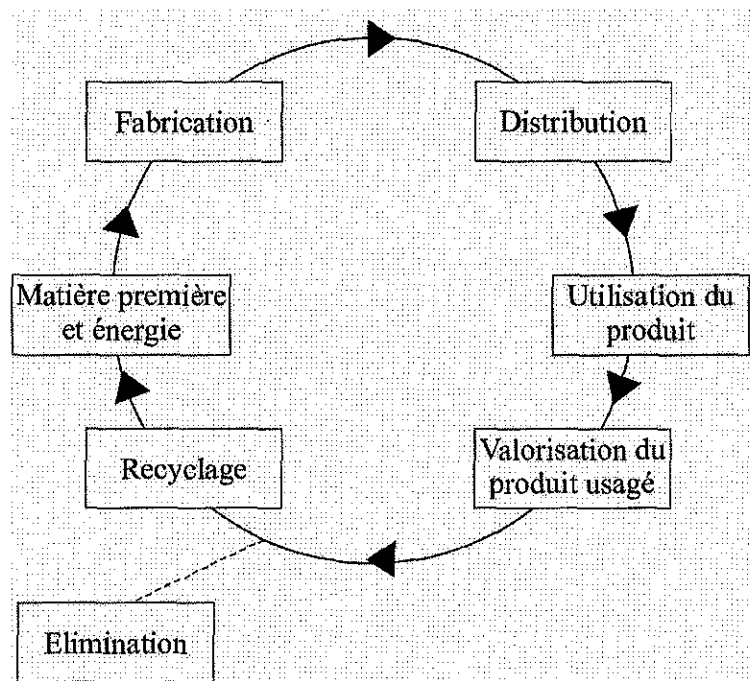 Fabrication
Distribution
Matière première
et énergie
Utilisation du
produit
Recyclage
Valorisation du
produit usagé
Elimination